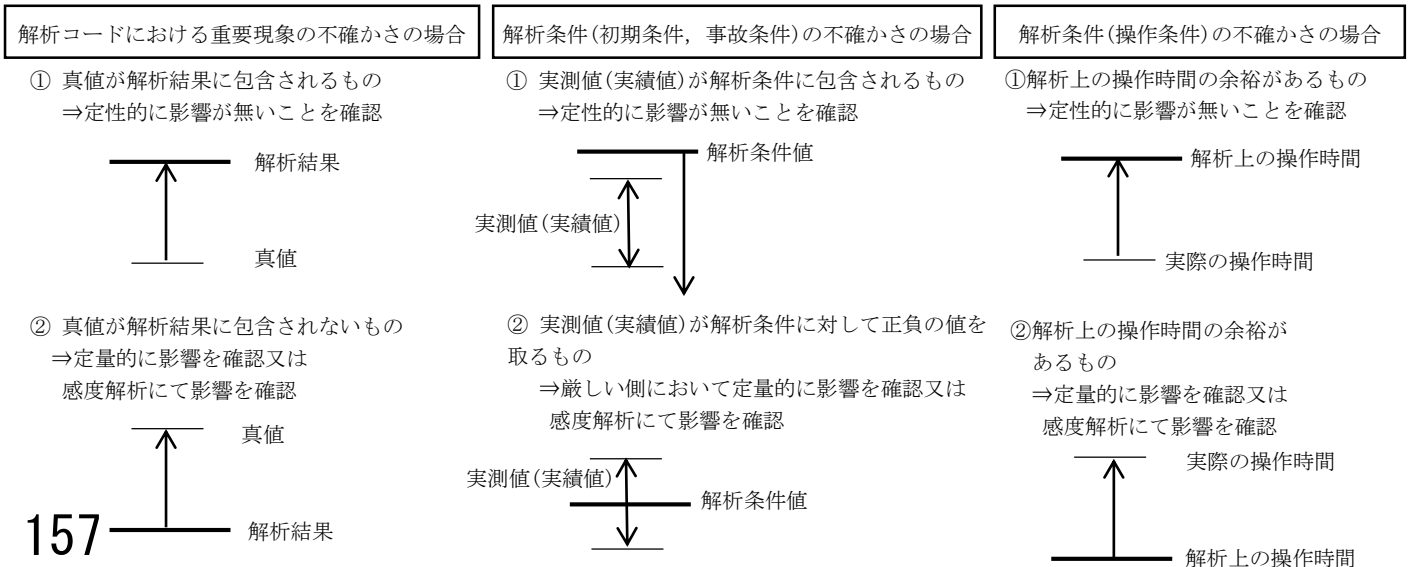 解析コードにおける重要現象の不確かさの場合
① 真値が解析結果に包含されるもの
⇒定性的に影響が無いことを確認
解析結果
真値
② 真値が解析結果に包含されないもの
⇒定量的に影響を確認又は
感度解析にて影響を確認
真値
解析結果
解析条件(初期条件，事故条件)の不確かさの場合
① 実測値(実績値)が解析条件に包含されるもの
⇒定性的に影響が無いことを確認
解析条件値
実測値(実績値)
② 実測値(実績値)が解析条件に対して正負の値を
取るもの
⇒厳しい側において定量的に影響を確認又は
感度解析にて影響を確認
実測値(実績値)
解析条件値
解析条件(操作条件)の不確かさの場合
①解析上の操作時間の余裕があるもの
⇒定性的に影響が無いことを確認
解析上の操作時間
実際の操作時間
②解析上の操作時間の余裕が
あるもの
⇒定量的に影響を確認又は
感度解析にて影響を確認
実際の操作時間
解析上の操作時間
157